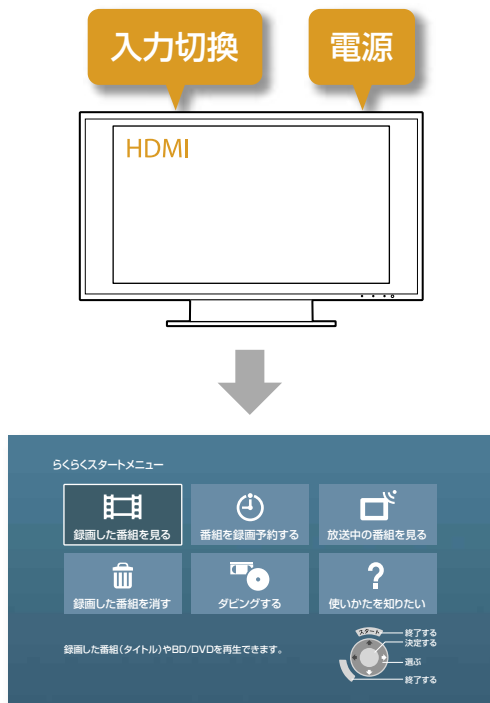 入力切換
電源
HDMI
らくらくスタートメニュー
録画した番組を見る
番組を録画予約する
放送中の番組を見る
録画した番組を消す
ダビングする
?
使いかたを知りたい
録画した番組(タイトル)やBD/DVDを再生できます。
スタート
終了する
決定する
選ぶ
終了する